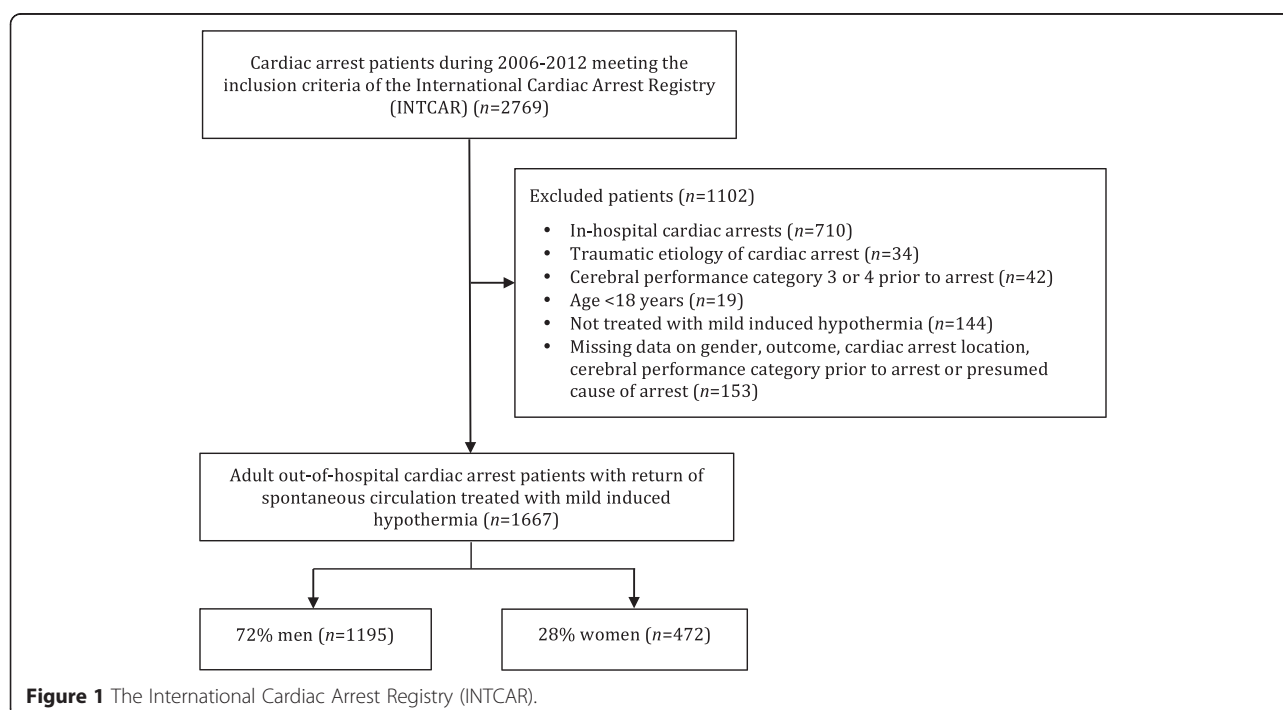 Cardiac arrest patients during 2006-2012 meeting the
inclusion criteria of the International Cardiac Arrest Registry
(INTCAR) (n=2769)
Excluded patients (n=1102)
• In-hospital cardiac arrests (n=710)
• Traumatic etiology of cardiac arrest (n=34)
• Cerebral performance category 3 or 4 prior to arrest (n=42)
• Age <18 years (n=19)
• Not treated with mild induced hypothermia (n=144)
• Missing data on gender, outcome, cardiac arrest location,
cerebral performance category prior to arrest or presumed
cause of arrest (n=153)
Adult out-of-hospital cardiac arrest patients with return of
spontaneous circulation treated with mild induced
hypothermia (n=1667)
72% men (n=1195)
28% women (n=472)
Figure 1 The International Cardiac Arrest Registry (INTCAR).